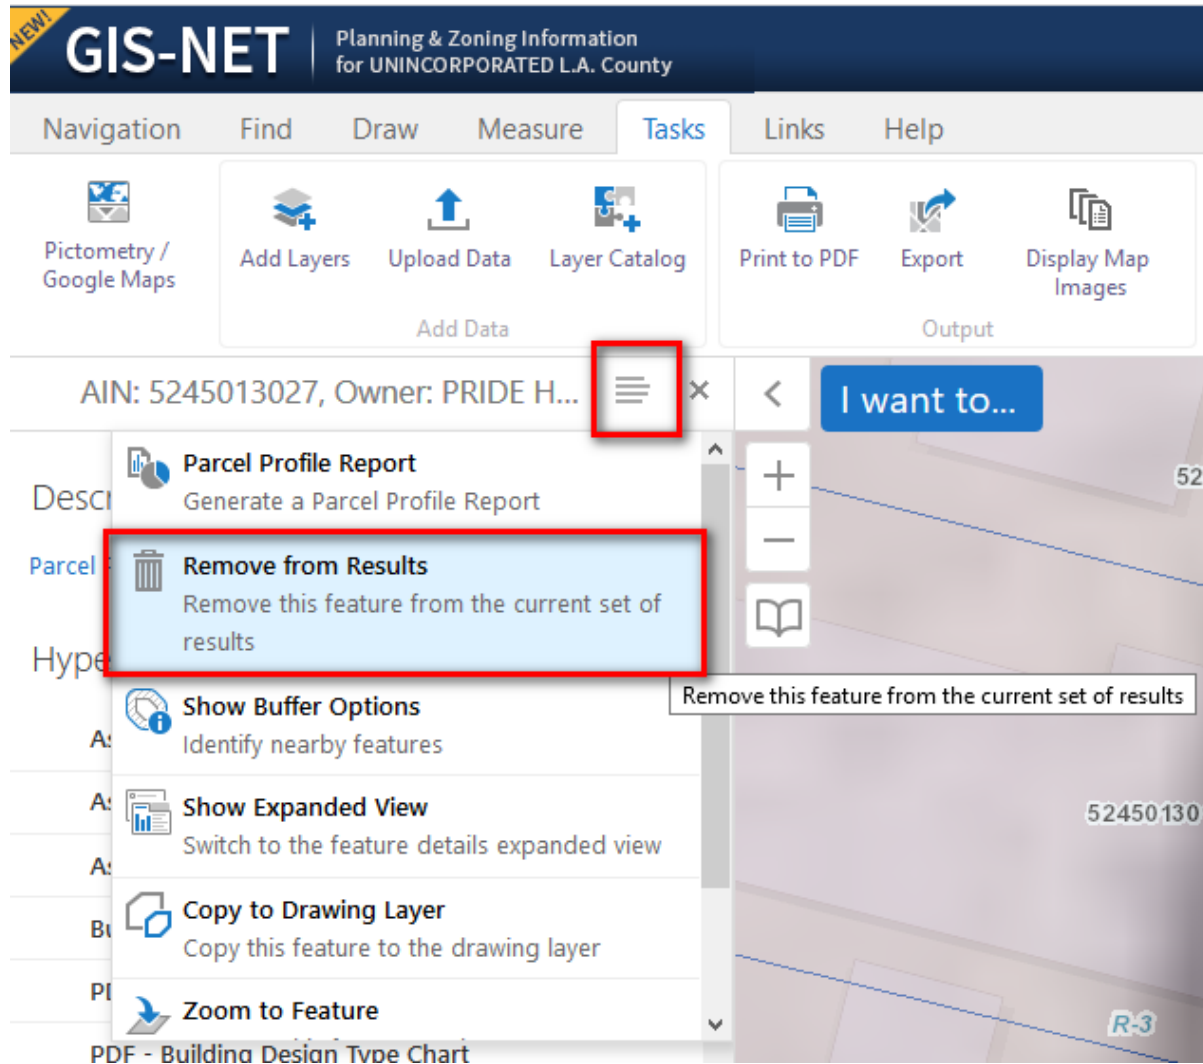 NEW!
GIS-NET
Planning & Zoning Information
for UNINCORPORATED L.A. County
Navigation Find Draw Measure Tasks Links Help
Pictometry /
Google Maps
Add Layers Upload Data Layer Catalog
Add Data
Print to PDF Export Display Map
Images
Output
AIN: 5245013027, Owner: PRIDE H...
I want to...
Parcel Profile Report
Generate a Parcel Profile Report
Remove from Results
Remove this feature from the current set of
results
Show Buffer Options
Identify nearby features
Show Expanded View
Switch to the feature details expanded view
Copy to Drawing Layer
Copy this feature to the drawing layer
Zoom to Feature
Parcel
PDF - Building Design Type Chart
Remove this feature from the current set of results
52
52450130
R-3